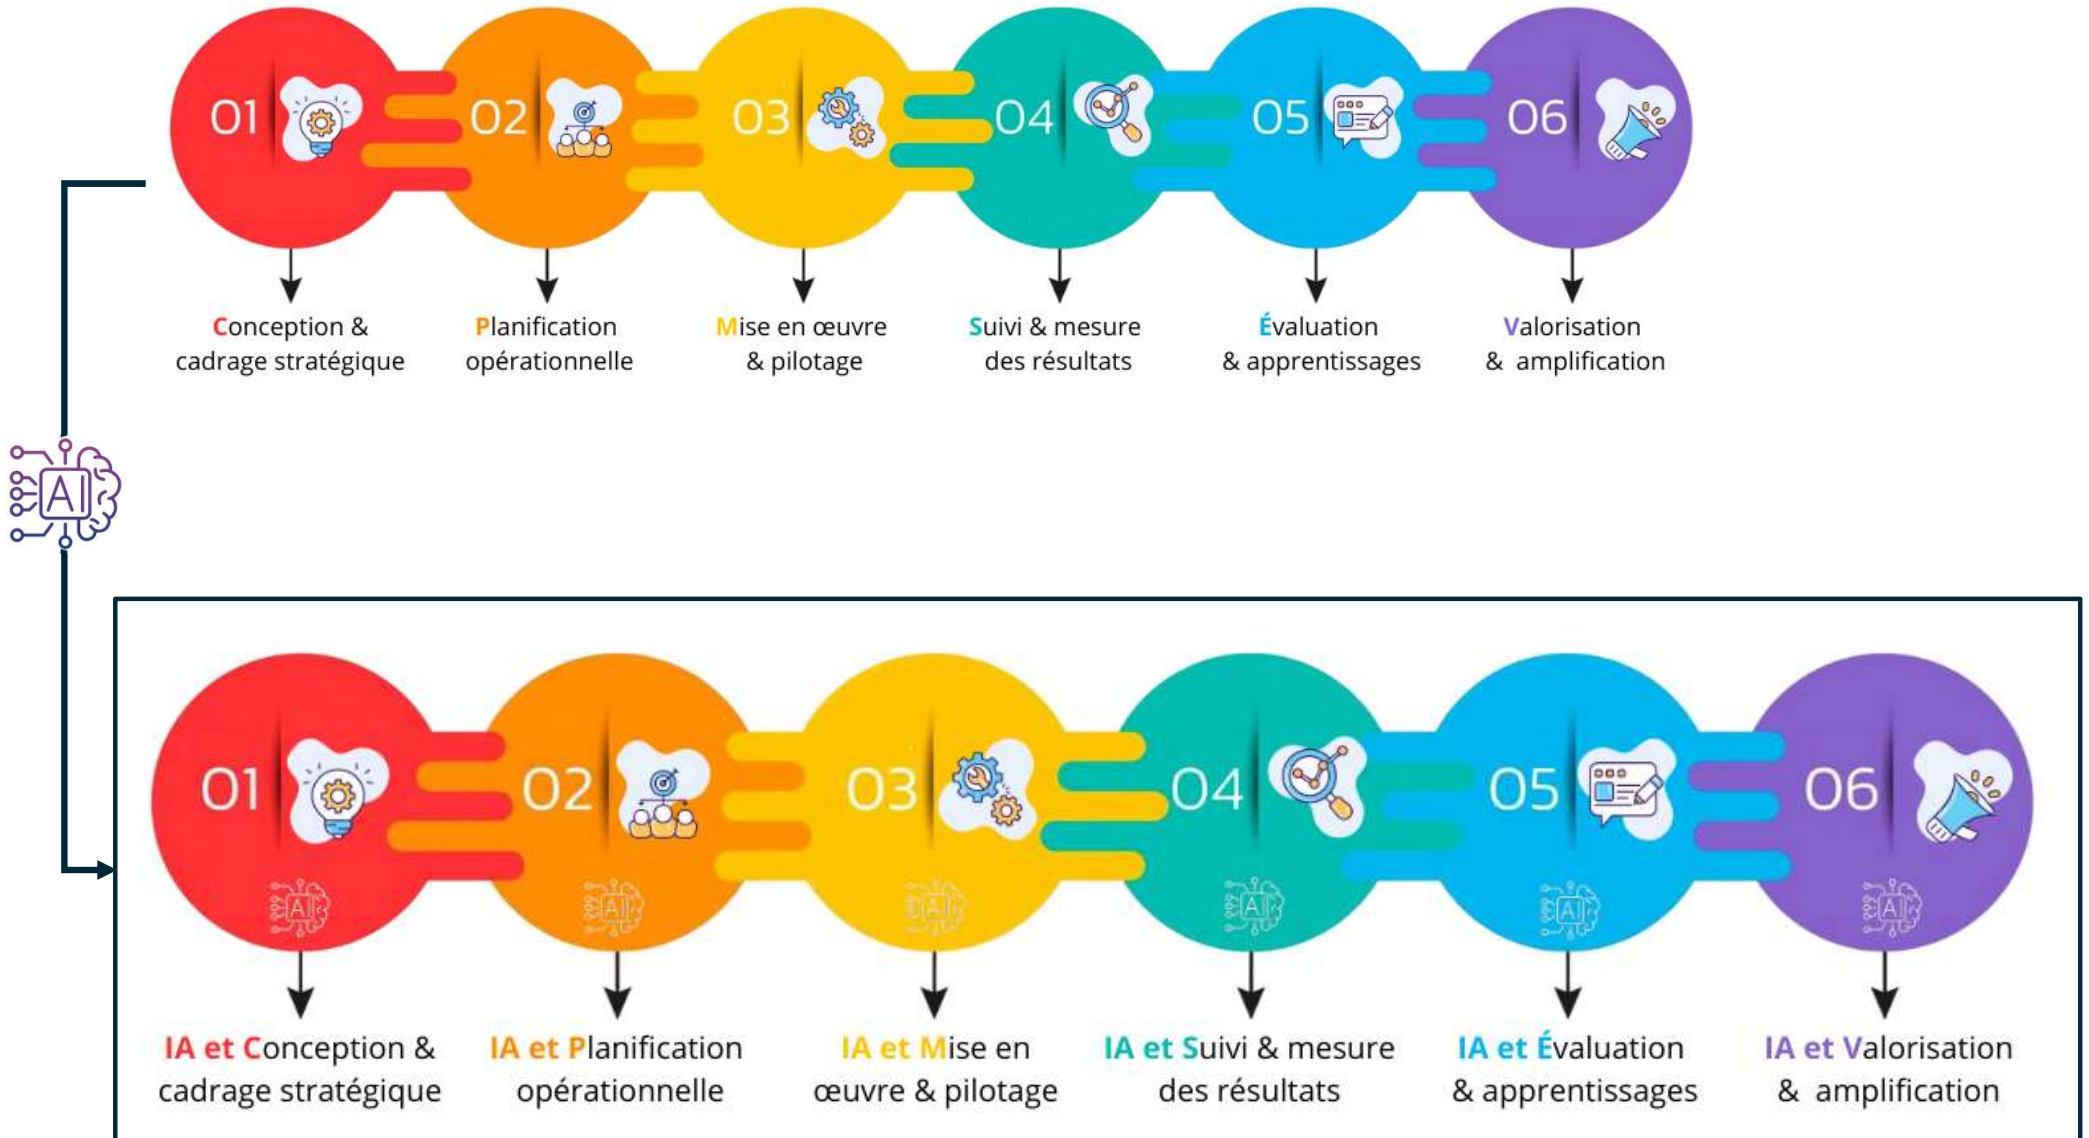 01
02
03
04
05
06
Conception &
cadrage stratégique
Planification
opérationnelle
Mise en œuvre
& pilotage
Suivi & mesure
des résultats
Évaluation
& apprentissages
Valorisation
& amplification
AI
01
02
03
04
05
06
AI
AI
AI
AI
AI
AI
IA et Conception &
cadrage stratégique
IA et Planification
opérationnelle
IA et Mise en
œuvre & pilotage
IA et Suivi & mesure
des résultats
IA et Évaluation
& apprentissages
IA et Valorisation
& amplification